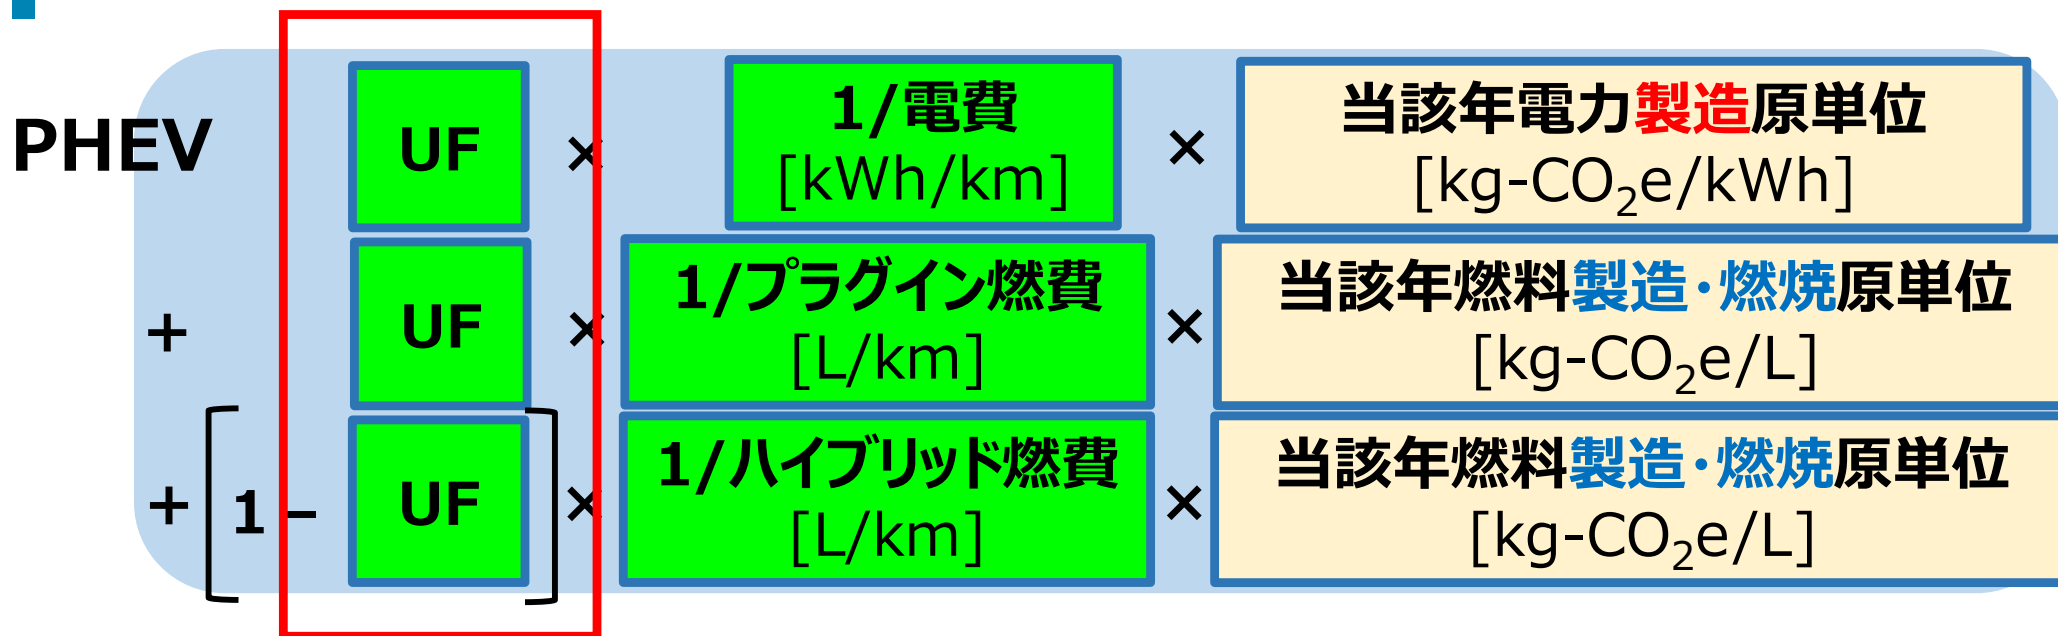 PHEV UF × 1/電費 [kWh/km] × 当該年電力製造原単位 [kg-CO₂e/kWh]
+ UF × 1/プラグイン燃費 [L/km] × 当該年燃料製造・燃焼原単位 [kg-CO₂e/L]
+ [1 – UF] × 1/ハイブリッド燃費 [L/km] × 当該年燃料製造・燃焼原単位 [kg-CO₂e/L]